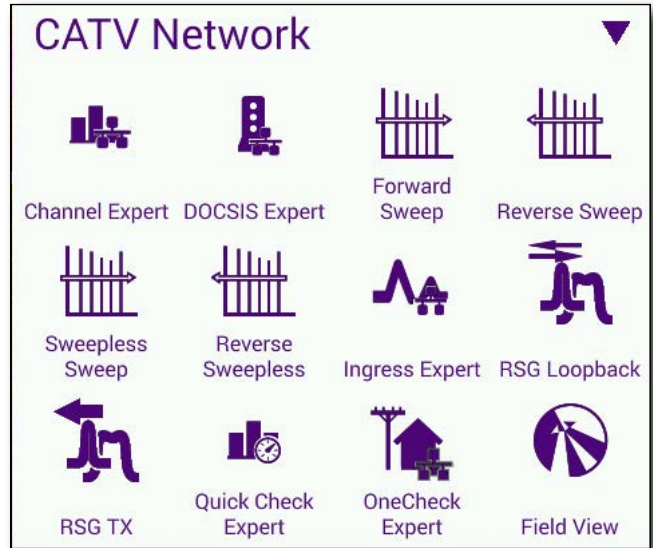 CATV Network
Channel Expert
DOCSIS Expert
Forward
Sweep
Reverse Sweep
Sweepless
Sweep
Reverse
Sweepless
Ingress Expert
RSG Loopback
RSG TX
Quick Check
Expert
OneCheck
Expert
Field View